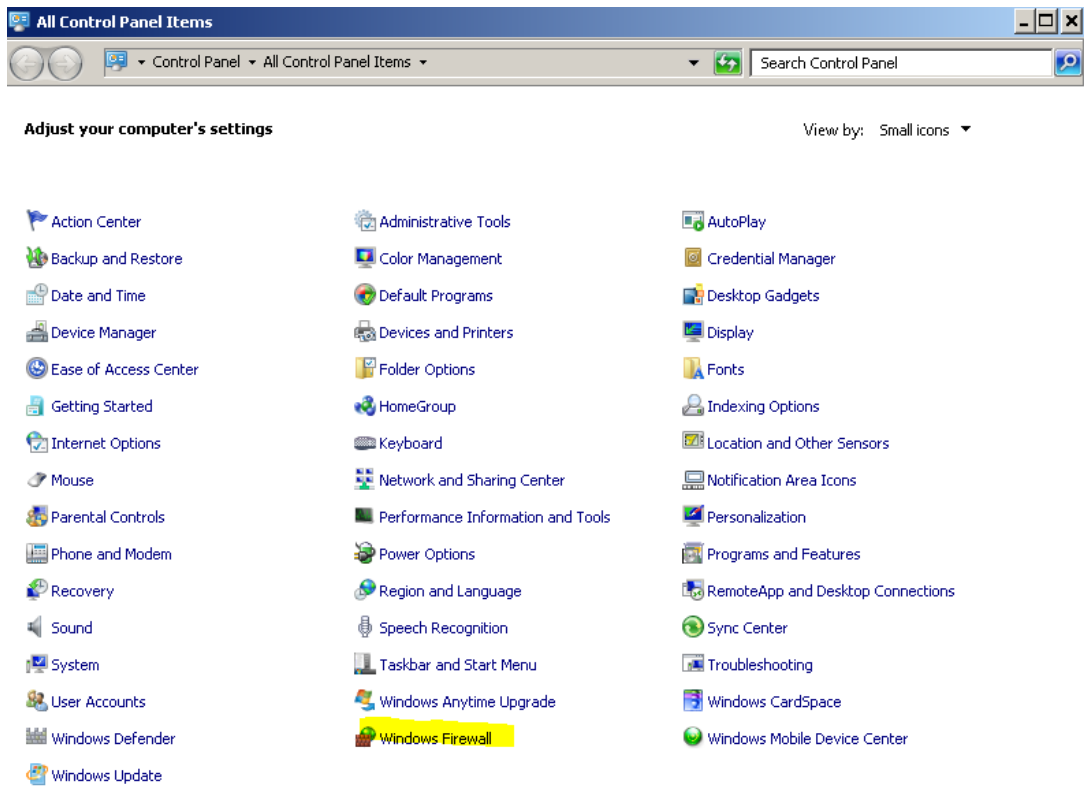 All Control Panel Items
Control Panel All Control Panel Items Search Control Panel
Adjust your computer's settings View by: Small icons
Action Center Administrative Tools AutoPlay
Backup and Restore Color Management Credential Manager
Date and Time Default Programs Desktop Gadgets
Device Manager Devices and Printers Display
Ease of Access Center Folder Options Fonts
Getting Started HomeGroup Indexing Options
Internet Options Keyboard Location and Other Sensors
Mouse Network and Sharing Center Notification Area Icons
Parental Controls Performance Information and Tools Personalization
Phone and Modem Power Options Programs and Features
Recovery Region and Language RemoteApp and Desktop Connections
Sound Speech Recognition Sync Center
System Taskbar and Start Menu Troubleshooting
User Accounts Windows Anytime Upgrade Windows CardSpace
Windows Defender Windows Firewall Windows Mobile Device Center
Windows Update